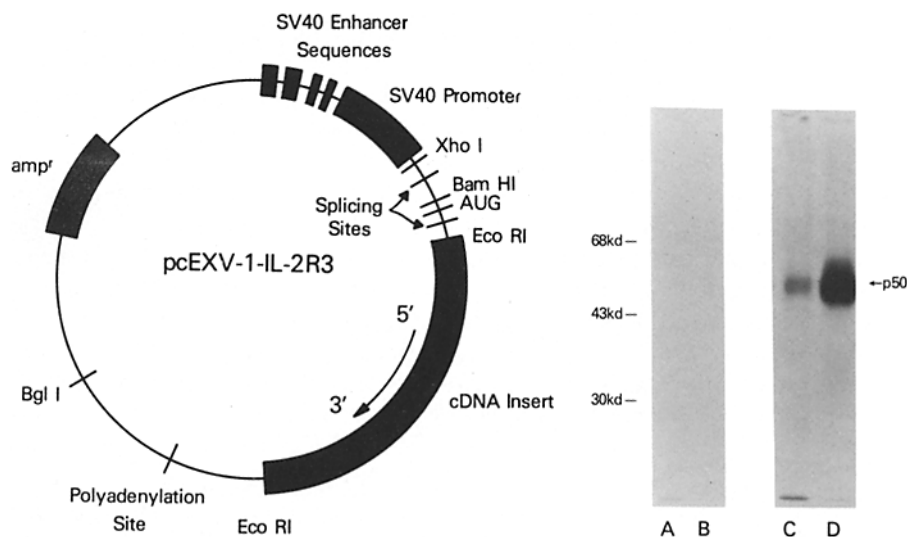 SV40 Enhancer
Sequences
SV40 Promoter
Xho I
Bam HI
AUG
Eco RI
Splicing
Sites
ampʳ
pcEXV-1-IL-2R3
5'
3'
cDNA Insert
Bgl I
Polyadenylation
Site
Eco RI
68kd–
43kd–
30kd–
←p50
A B C D